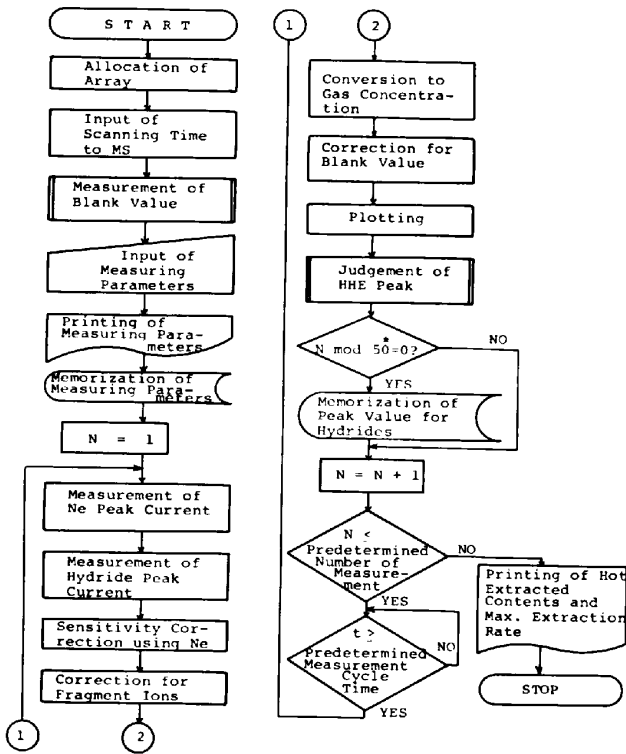 S T A R T
Allocation of
Array
Input of
Scanning Time
to MS
Measurement of
Blank Value
Input of
Measuring
Parameters
Printing of
Measuring Para-
meters
Memorization of
Measuring Para-
meters
N = 1
Measurement of
Ne Peak Current
Measurement of
Hydride Peak
Current
Sensitivity Cor-
rection using Ne
Correction for
Fragment Ions
1
2
1
2
Conversion to
Gas Concentra-
tion
Correction for
Blank Value
Plotting
Judgement of
HHE Peak
N mod 50*=0?
NO
YES
Memorization of
Peak Value for
Hydrides
N = N + 1
N ≤
Predetermined
Number of
Measure-
ment
NO
YES
t ≥
Predetermined
Measurement
Cycle
Time
NO
YES
Printing of Hot
Extracted
Contents and
Max. Extraction
Rate
STOP